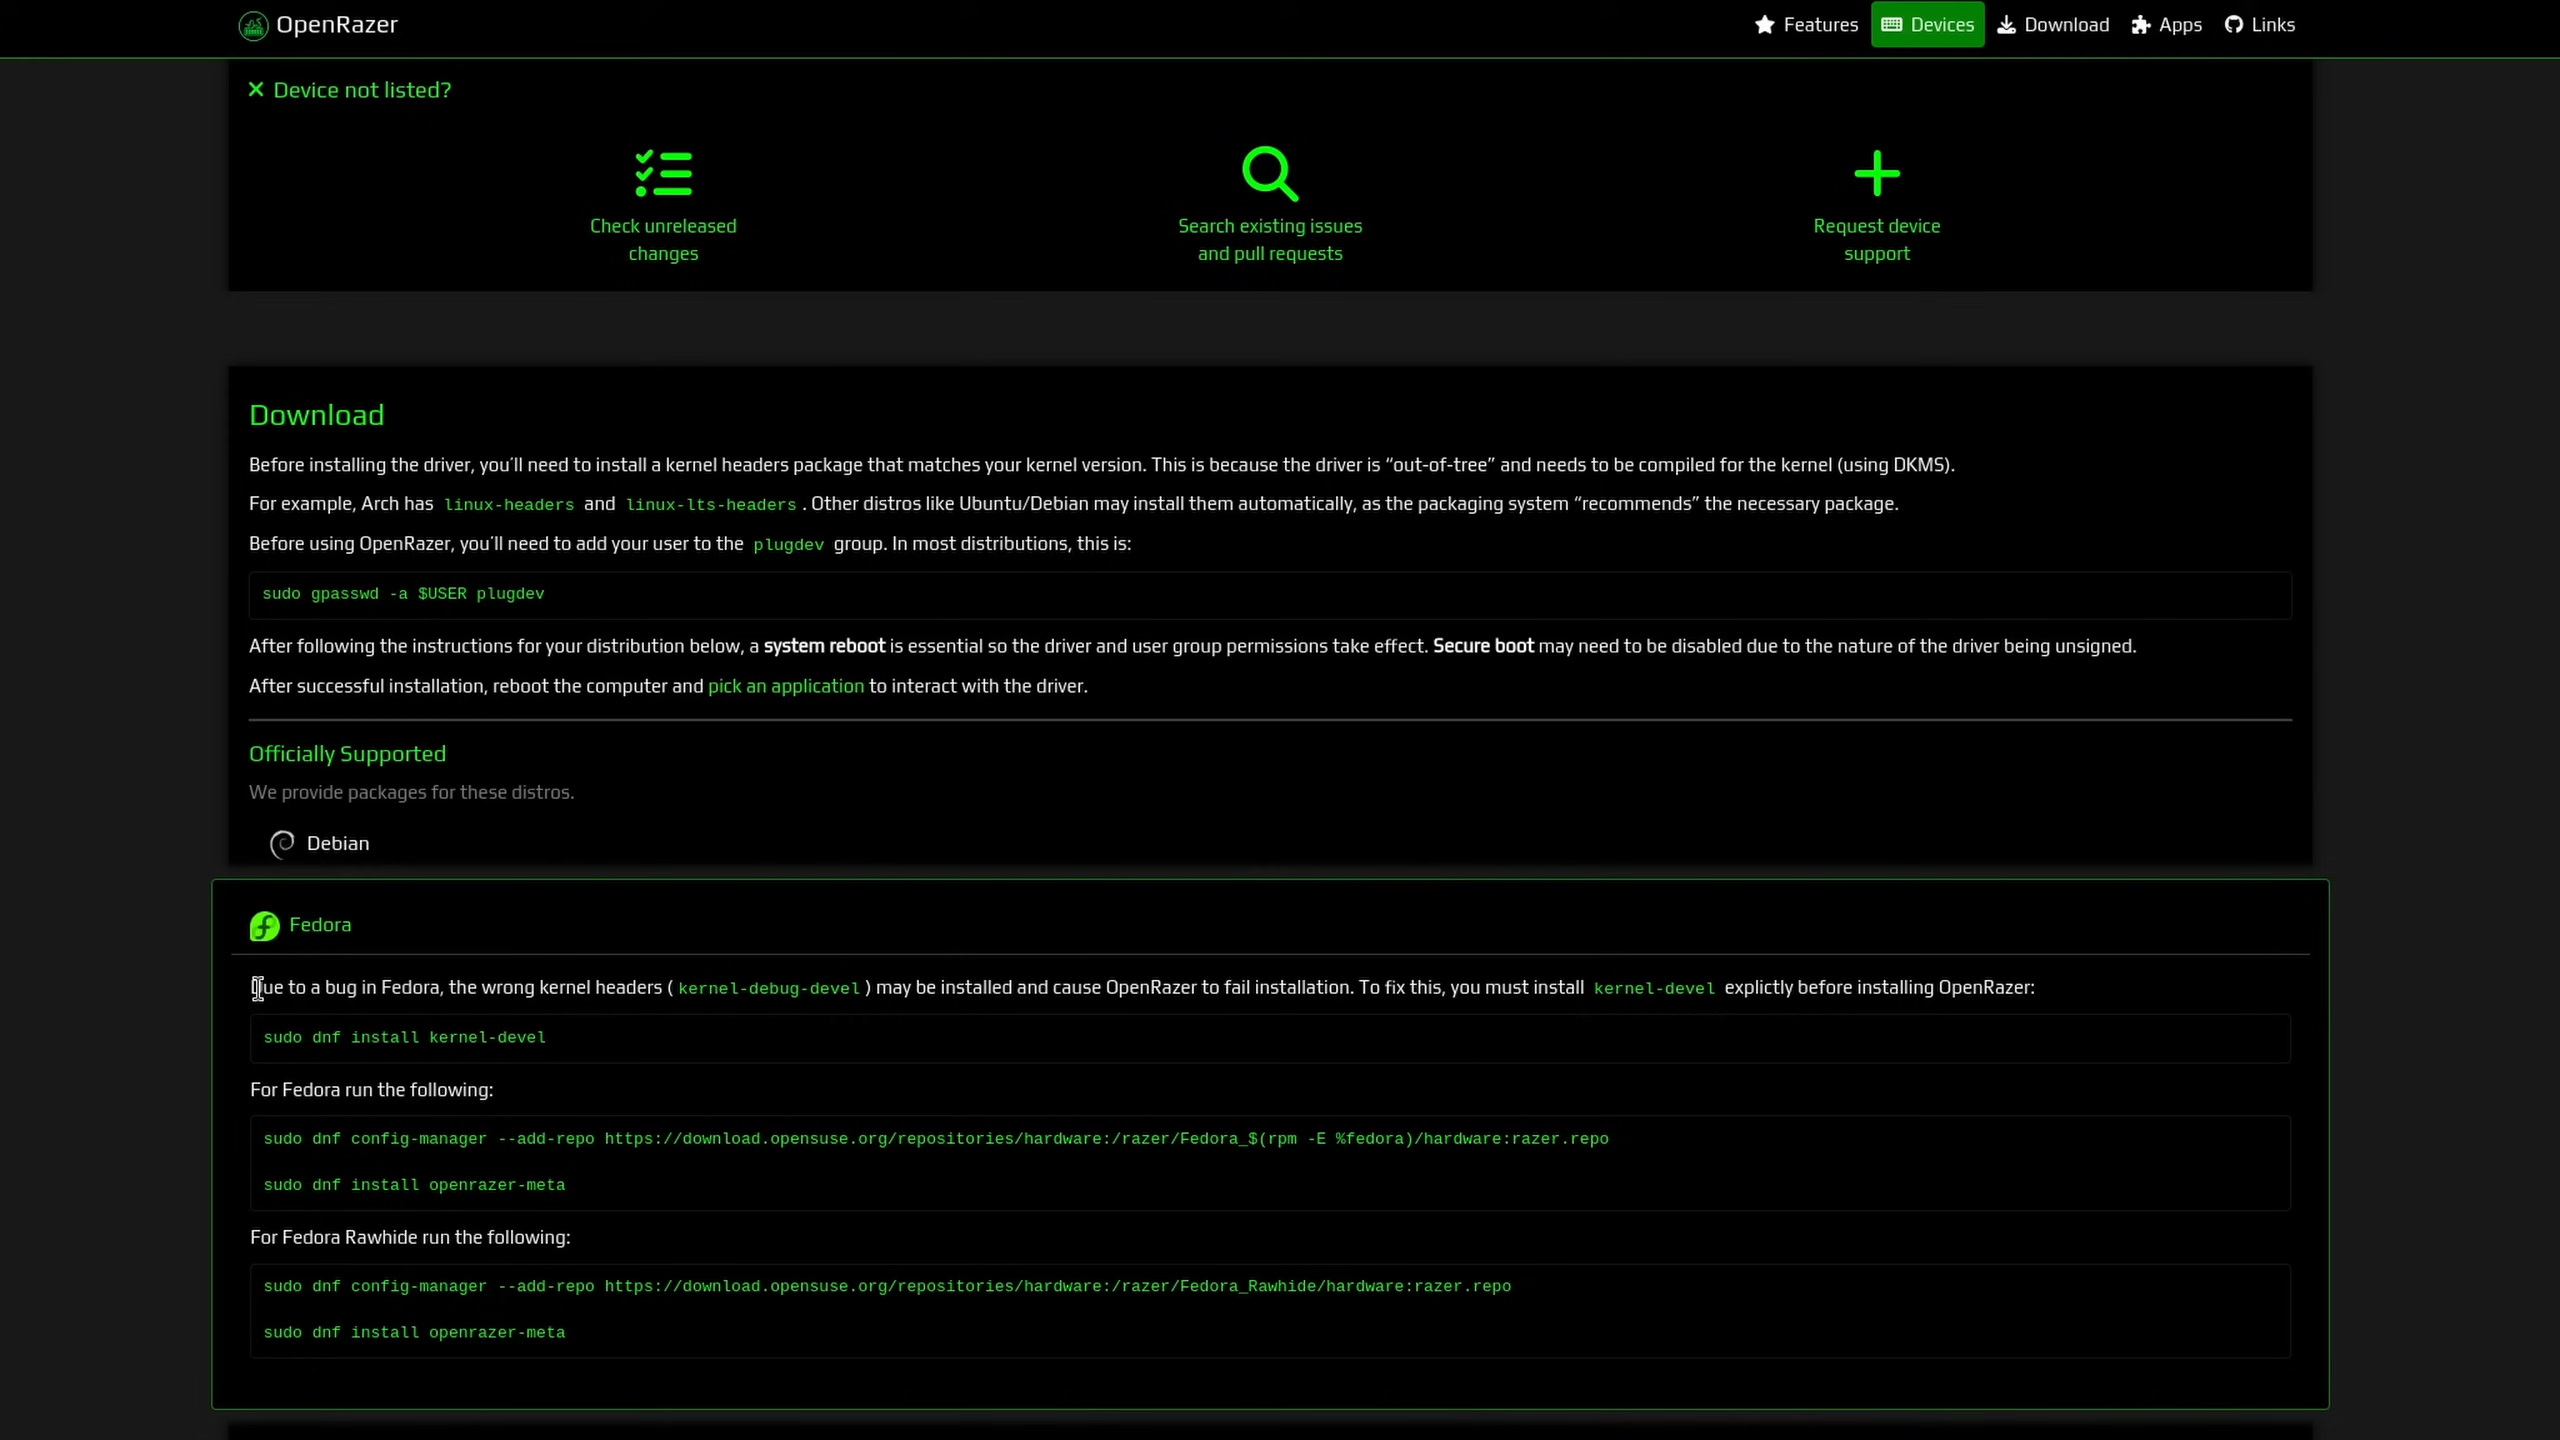 OpenRazer
Features
Devices
Download
Apps
Links
Device not listed?
Check unreleased
changes
Search existing issues
and pull requests
Request device
support
Download
Before installing the driver, you'll need to install a kernel headers package that matches your kernel version. This is because the driver is “out-of-tree” and needs to be compiled for the kernel (using DKMS).
For example, Arch has linux-headers and linux-lts-headers . Other distros like Ubuntu/Debian may install them automatically, as the packaging system “recommends” the necessary package.
Before using OpenRazer, you'll need to add your user to the plugdev group. In most distributions, this is:
sudo gpasswd -a $USER plugdev
After following the instructions for your distribution below, a system reboot is essential so the driver and user group permissions take effect. Secure boot may need to be disabled due to the nature of the driver being unsigned.
After successful installation, reboot the computer and pick an application to interact with the driver.
Officially Supported
We provide packages for these distros.
Debian
Fedora
Due to a bug in Fedora, the wrong kernel headers ( kernel-debug-devel ) may be installed and cause OpenRazer to fail installation. To fix this, you must install kernel-devel explictly before installing OpenRazer:
sudo dnf install kernel-devel
For Fedora run the following:
sudo dnf config-manager --add-repo https://download.opensuse.org/repositories/hardware:/razer/Fedora_$(rpm -E %fedora)/hardware:razer.repo
sudo dnf install openrazer-meta
For Fedora Rawhide run the following:
sudo dnf config-manager --add-repo https://download.opensuse.org/repositories/hardware:/razer/Fedora_Rawhide/hardware:razer.repo
sudo dnf install openrazer-meta